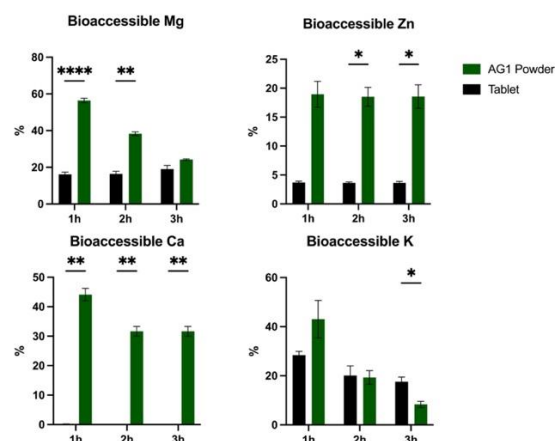 Bioaccessible Mg
80
60
40
20
0
%
**** **
1h 2h 3h
Bioaccessible Zn
25
20
15
10
5
0
%
* *
1h 2h 3h
AG1 Powder
Tablet
Bioaccessible Ca
50
40
30
20
10
0
%
** ** **
1h 2h 3h
Bioaccessible K
60
40
20
0
%
*
1h 2h 3h